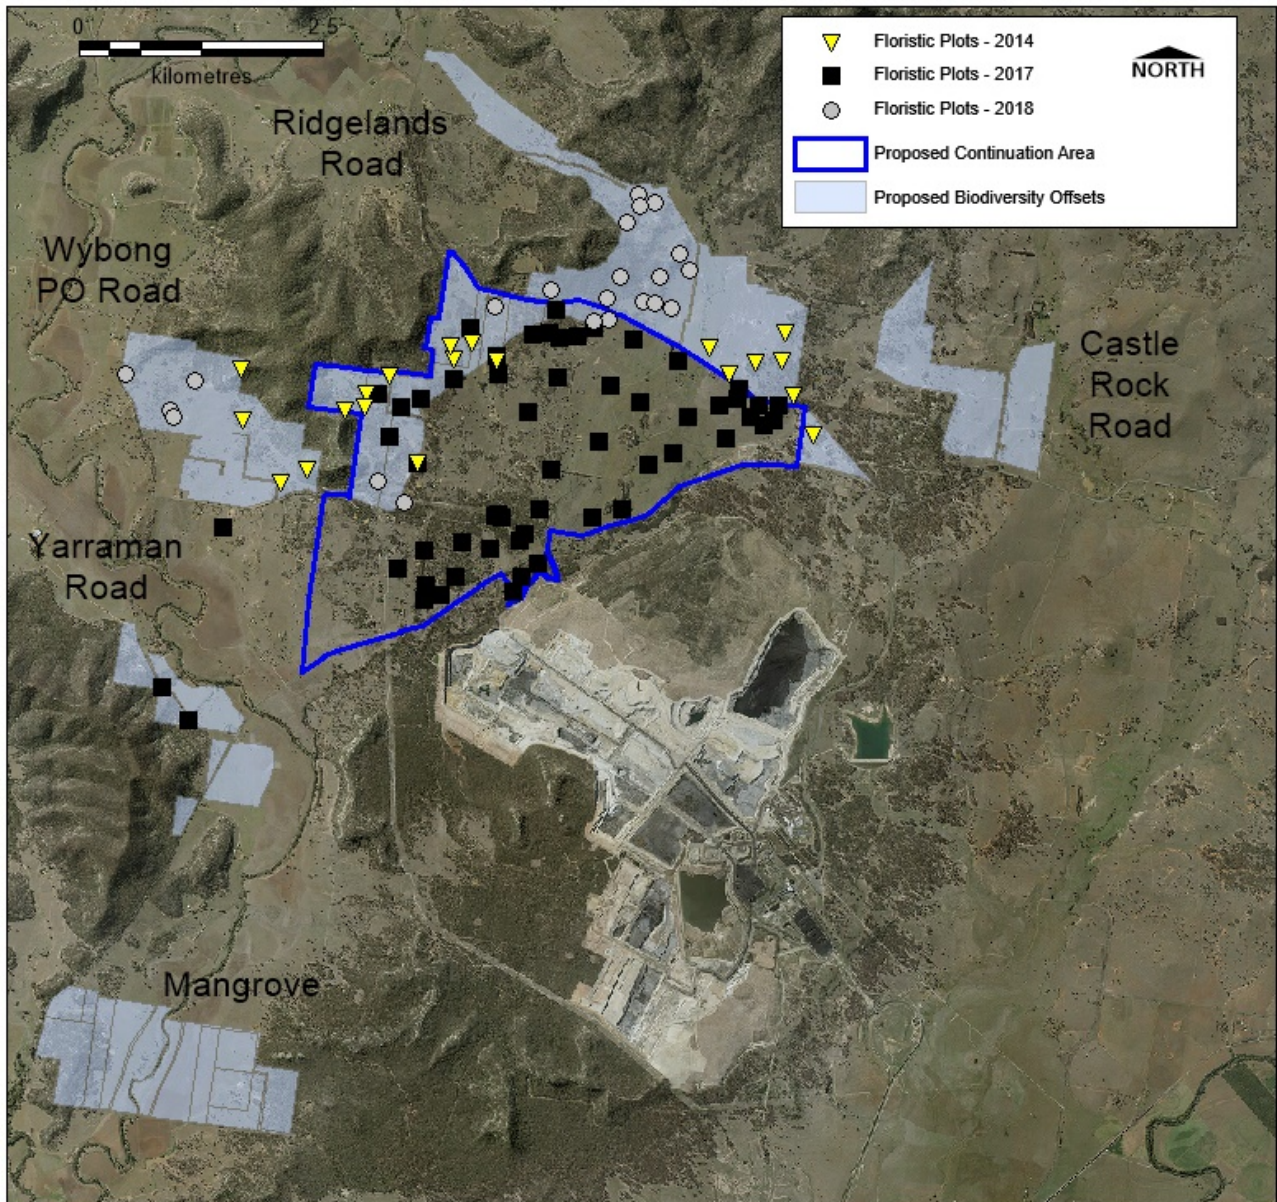 0 2.5
kilometres
Floristic Plots - 2014
Floristic Plots - 2017
Floristic Plots - 2018
Proposed Continuation Area
Proposed Biodiversity Offsets
NORTH
Ridgelands
Road
Wybong
PO Road
Castle
Rock
Road
Yarraman
Road
Mangrove